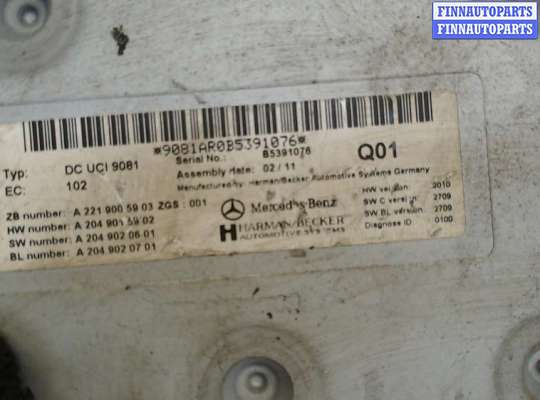 FINNAUTOPARTS
FINNAUTOPARTS
*9081AR0B5391076*
Typ: DC UCI 9081
Serial No.: B5391076
Q01
EC: 102
Assembly date: 02 / 11
Manufactured by: Harman/Becker Automotive Systems Germany
ZB number: A 221 900 59 03 ZGS : 001
HW number: A 204 901 59 02
SW number: A 204 902 06 01
BL number: A 204 902 07 01
Mercedes-Benz
HARMAN/BECKER
AUTOMOTIVE SYSTEMS
HW version: 2010
SW C version: 2709
SW BL version: 2709
Diagnose ID 0100